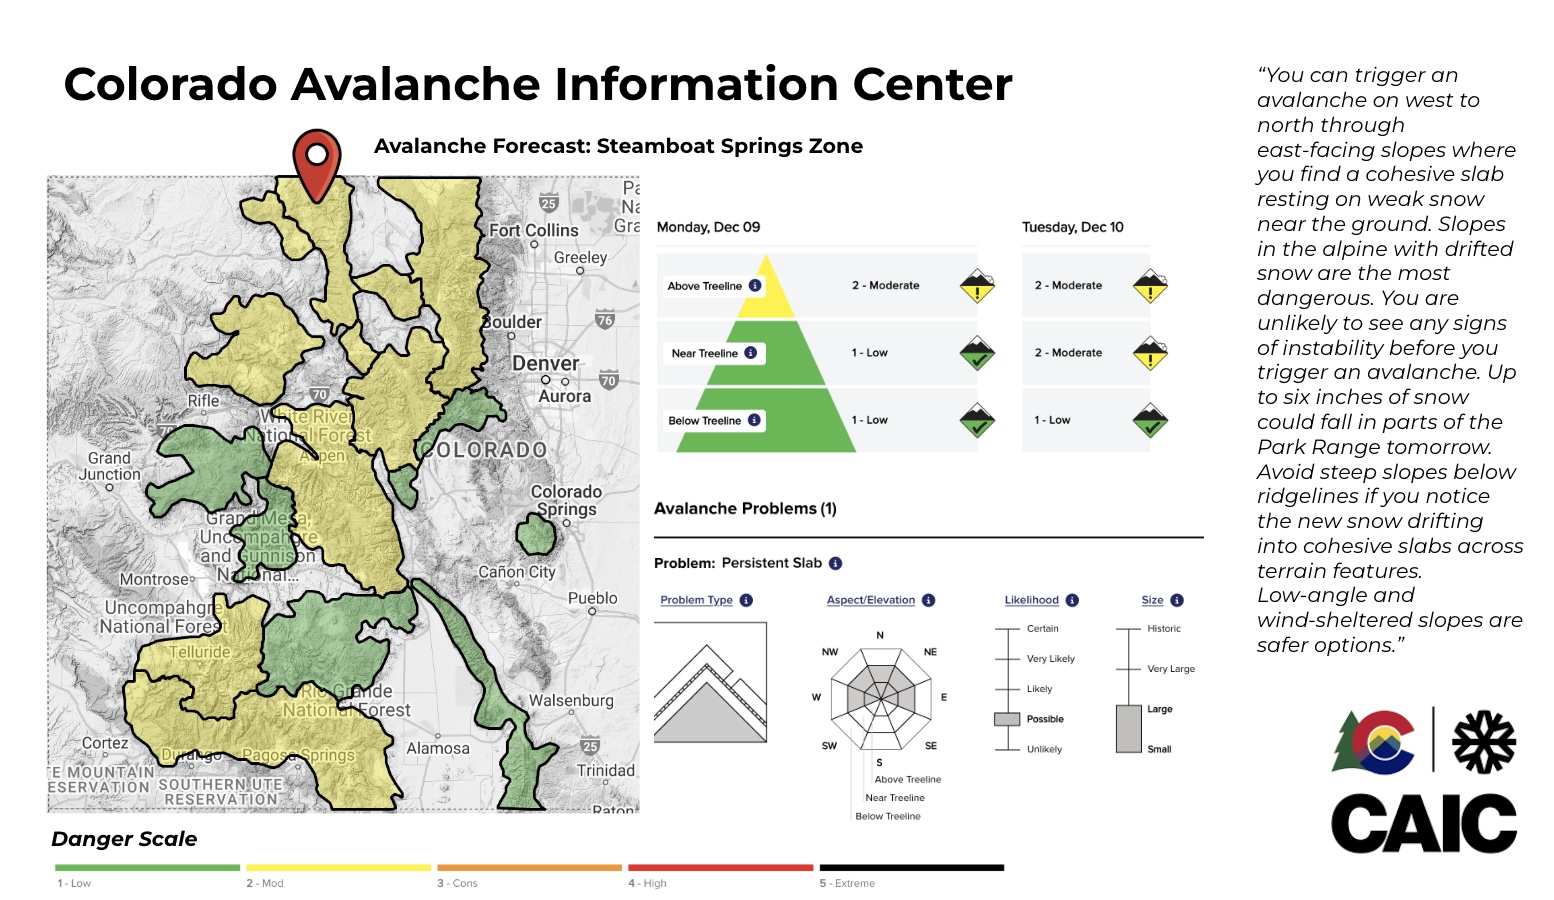 Colorado Avalanche Information Center
Avalanche Forecast: Steamboat Springs Zone
25
Fort Collins
Greeley
Boulder
76
Denver
70
Aurora
Rifle
70
White River
National Forest
Aspen
COLORADO
Grand
Junction
Colorado
Springs
Grand Mesa,
Uncompahgre
and Gunnison
National...
Montrose
Cañon City
Pueblo
Uncompahgre
National Forest
Telluride
Rio Grande
National Forest
Walsenburg
Cortez
Durango
Pagosa Springs
Alamosa
25
TE MOUNTAIN
ESERVATION
SOUTHERN UTE
RESERVATION
Trinidad
Raton
Danger Scale
1 - Low
2 - Mod
3 - Cons
4 - High
5 - Extreme
Monday, Dec 09
Tuesday, Dec 10
Above Treeline i
2 - Moderate
2 - Moderate
Near Treeline i
1 - Low
2 - Moderate
Below Treeline i
1 - Low
1 - Low
Avalanche Problems (1)
Problem: Persistent Slab i
Problem Type i
Aspect/Elevation i
Likelihood i
Size i
N
NW
NE
W
E
SW
SE
S
Above Treeline
Near Treeline
Below Treeline
Certain
Very Likely
Likely
Possible
Unlikely
Historic
Very Large
Large
Small
“You can trigger an
avalanche on west to
north through
east-facing slopes where
you find a cohesive slab
resting on weak snow
near the ground. Slopes
in the alpine with drifted
snow are the most
dangerous. You are
unlikely to see any signs
of instability before you
trigger an avalanche. Up
to six inches of snow
could fall in parts of the
Park Range tomorrow.
Avoid steep slopes below
ridgelines if you notice
the new snow drifting
into cohesive slabs across
terrain features.
Low-angle and
wind-sheltered slopes are
safer options.”
CAIC